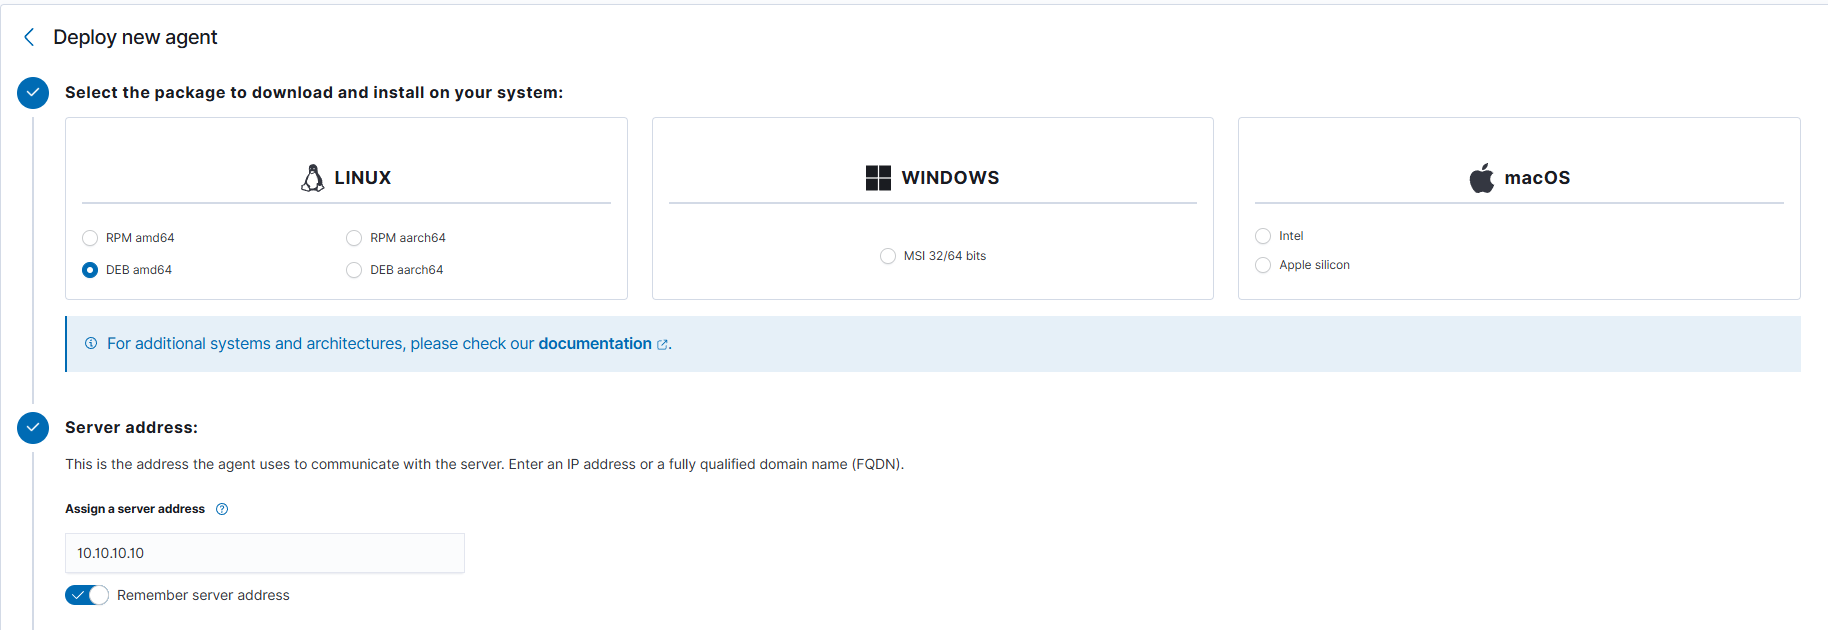 Deploy new agent
Select the package to download and install on your system:
LINUX
RPM amd64
RPM aarch64
DEB amd64
DEB aarch64
WINDOWS
MSI 32/64 bits
macOS
Intel
Apple silicon
For additional systems and architectures, please check our documentation.
Server address:
This is the address the agent uses to communicate with the server. Enter an IP address or a fully qualified domain name (FQDN).
Assign a server address
10.10.10.10
Remember server address